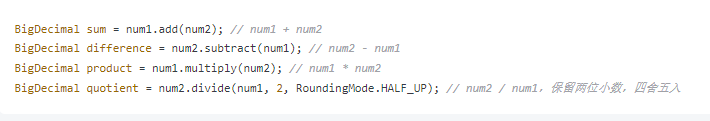 BigDecimal sum = num1.add(num2); // num1 + num2
BigDecimal difference = num2.subtract(num1); // num2 - num1
BigDecimal product = num1.multiply(num2); // num1 * num2
BigDecimal quotient = num2.divide(num1, 2, RoundingMode.HALF_UP); // num2 / num1，保留两位小数，四舍五入